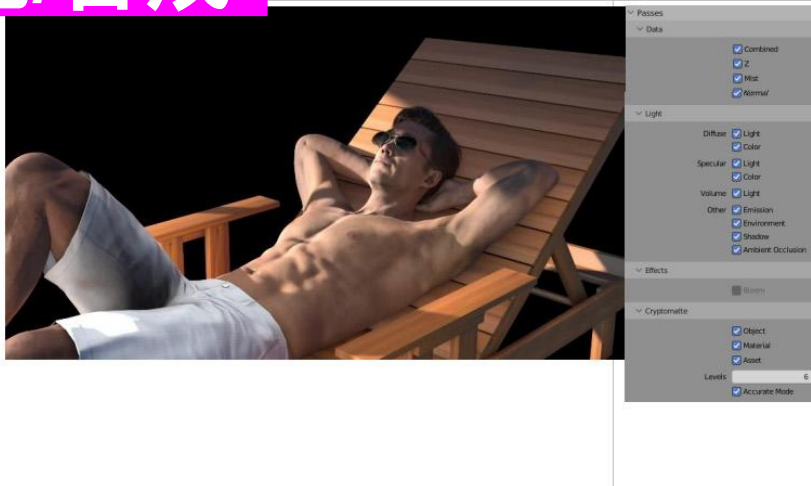 Passes
Data
Combined
Z
Mist
Normal
Light
Diffuse Light
Color
Specular Light
Color
Volume Light
Other Emission
Environment
Shadow
Ambient Occlusion
Effects
Bloom
Cryptomatte
Object
Material
Asset
Levels 6
Accurate Mode